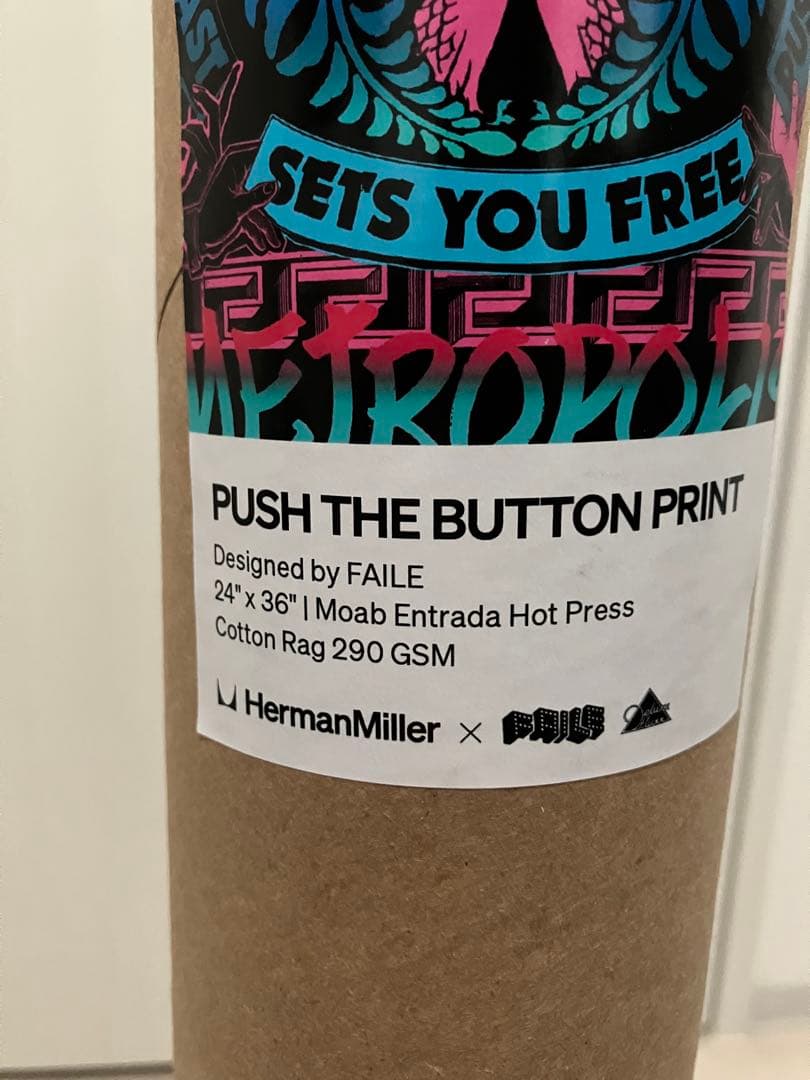 SETS YOU FREE
METROPOLI
PUSH THE BUTTON PRINT
Designed by FAILE
24" x 36" | Moab Entrada Hot Press
Cotton Rag 290 GSM
HermanMiller × FAILE